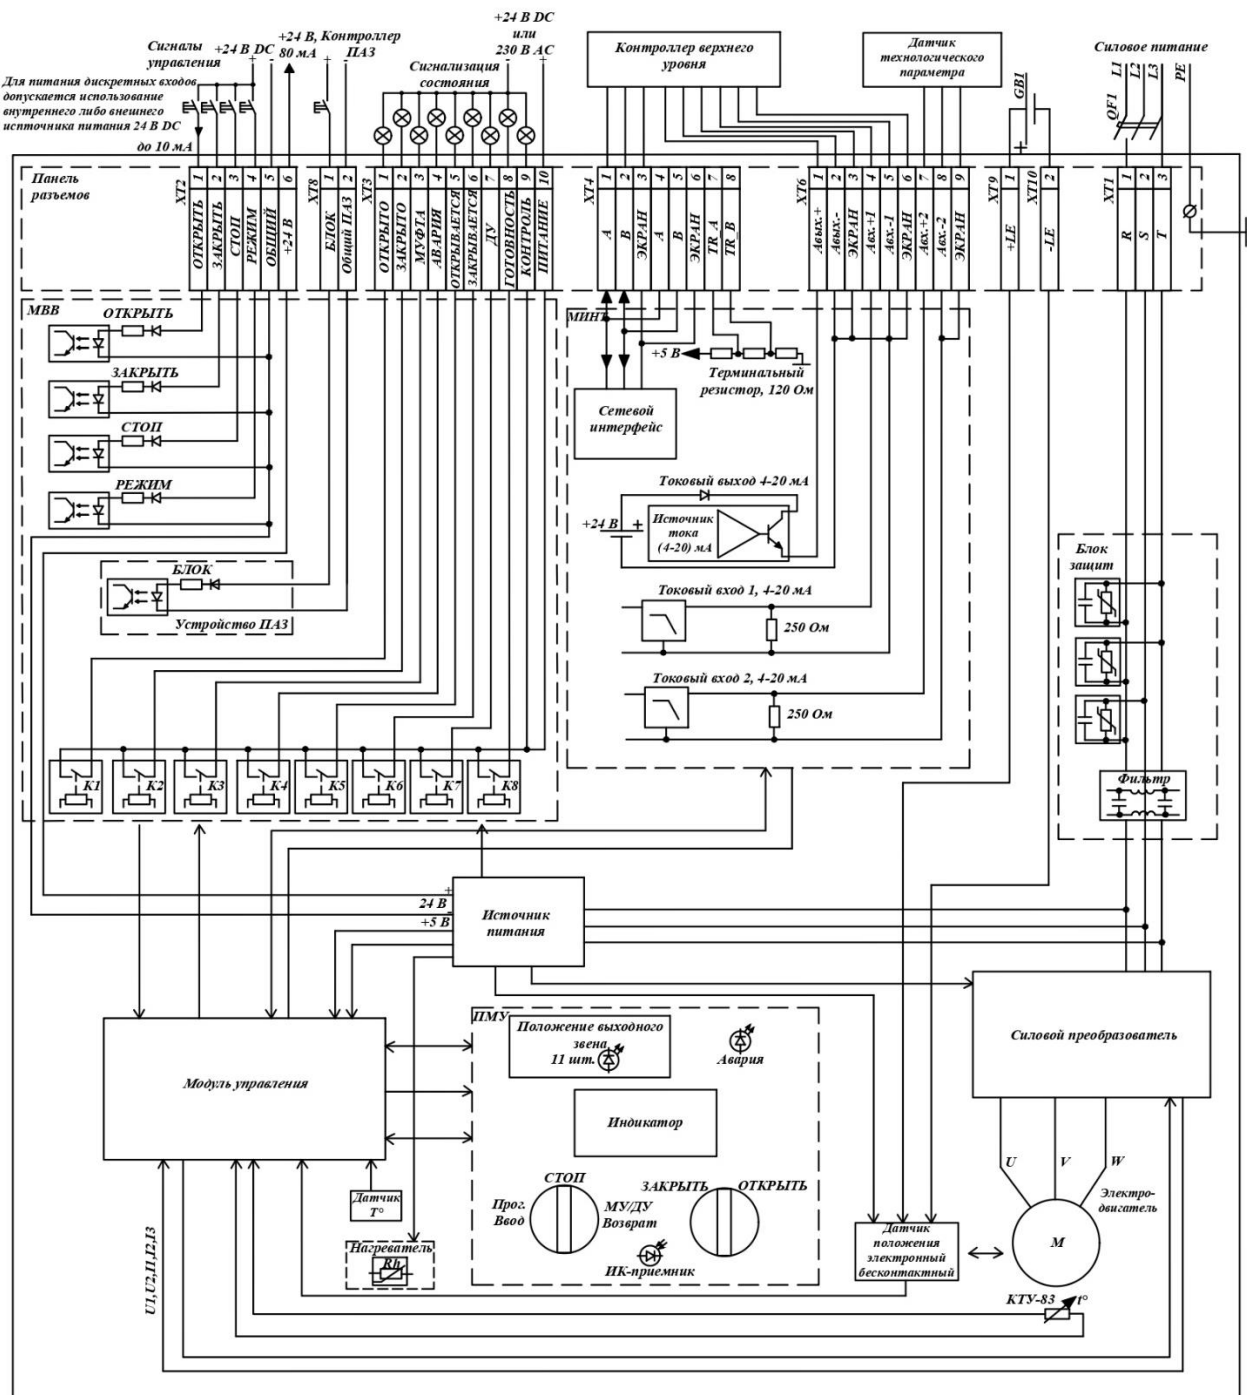 Сигналы
управления
+24 В DC
+
-
+24 В,
80 мА
Контроллер
ПАЗ
+
-
+24 В DC
или
230 В AC
-
+
Сигнализация
состояния
Контроллер верхнего
уровня
Датчик
технологического
параметра
GB1
+
Силовое питание
L1
L2
L3
PE
QF1
Для питания дискретных входов
допускается использование
внутреннего либо внешнего
испточника питания 24 В DC
до 10 мА
Панель
разъемов
XT2
1 2 3 4 5 6
ОТКРЫТЬ
ЗАКРЫТЬ
СТОП
РЕЖИМ
ОБЩИЙ
+24 В
XT8
1 2
БЛОК
Общий ПАЗ
XT3
1 2 3 4 5 6 7 8 9 10
ОТКРЫТО
ЗАКРЫТО
МУФТА
АВАРИЯ
ОТКРЫВАЕТСЯ
ЗАКРЫВАЕТСЯ
ДУ
ГОТОВНОСТЬ
КОНТРОЛЬ
ПИТАНИЕ
XT4
1 2 3 4 5 6 7 8
A
B
ЭКРАН
A
B
ЭКРАН
TR_A
TR_B
XT6
1 2 3 4 5 6 7 8 9
Aвых.+
Aвых.-
ЭКРАН
Aвх.+1
Aвх.-1
ЭКРАН
Aвх.+2
Aвх.-2
ЭКРАН
XT9
1
+LE
XT10
2
-LE
XT1
1 2 3
R
S
T
МВВ
ОТКРЫТЬ
ЗАКРЫТЬ
СТОП
РЕЖИМ
БЛОК
Устройство ПАЗ
K1
K2
K3
K4
K5
K6
K7
K8
МИНТ
+5 В
Терминальный
резистор, 120 Ом
Сетевой
интерфейс
Токовый выход 4-20 мА
+24 В
+
Источник
тока
(4-20) мА
Токовый вход 1, 4-20 мА
250 Ом
Токовый вход 2, 4-20 мА
250 Ом
Блок
защит
Фильтр
+
24 В
-
+5 В
Источник
питания
Модуль управления
ПМУ
Положение выходного
звена
11 шт.
Авария
Индикатор
СТОП
Прог.
Ввод
МУ/ДУ
Возврат
ЗАКРЫТЬ
ОТКРЫТЬ
ИК-приемник
Силовой преобразователь
U
V
W
Электро-
двигатель
M
Датчик
положения
электронный
бесконтактный
Датчик
T°
Нагреватель
Rh
U1,U2,I1,I2,I3
КТУ-83
t°